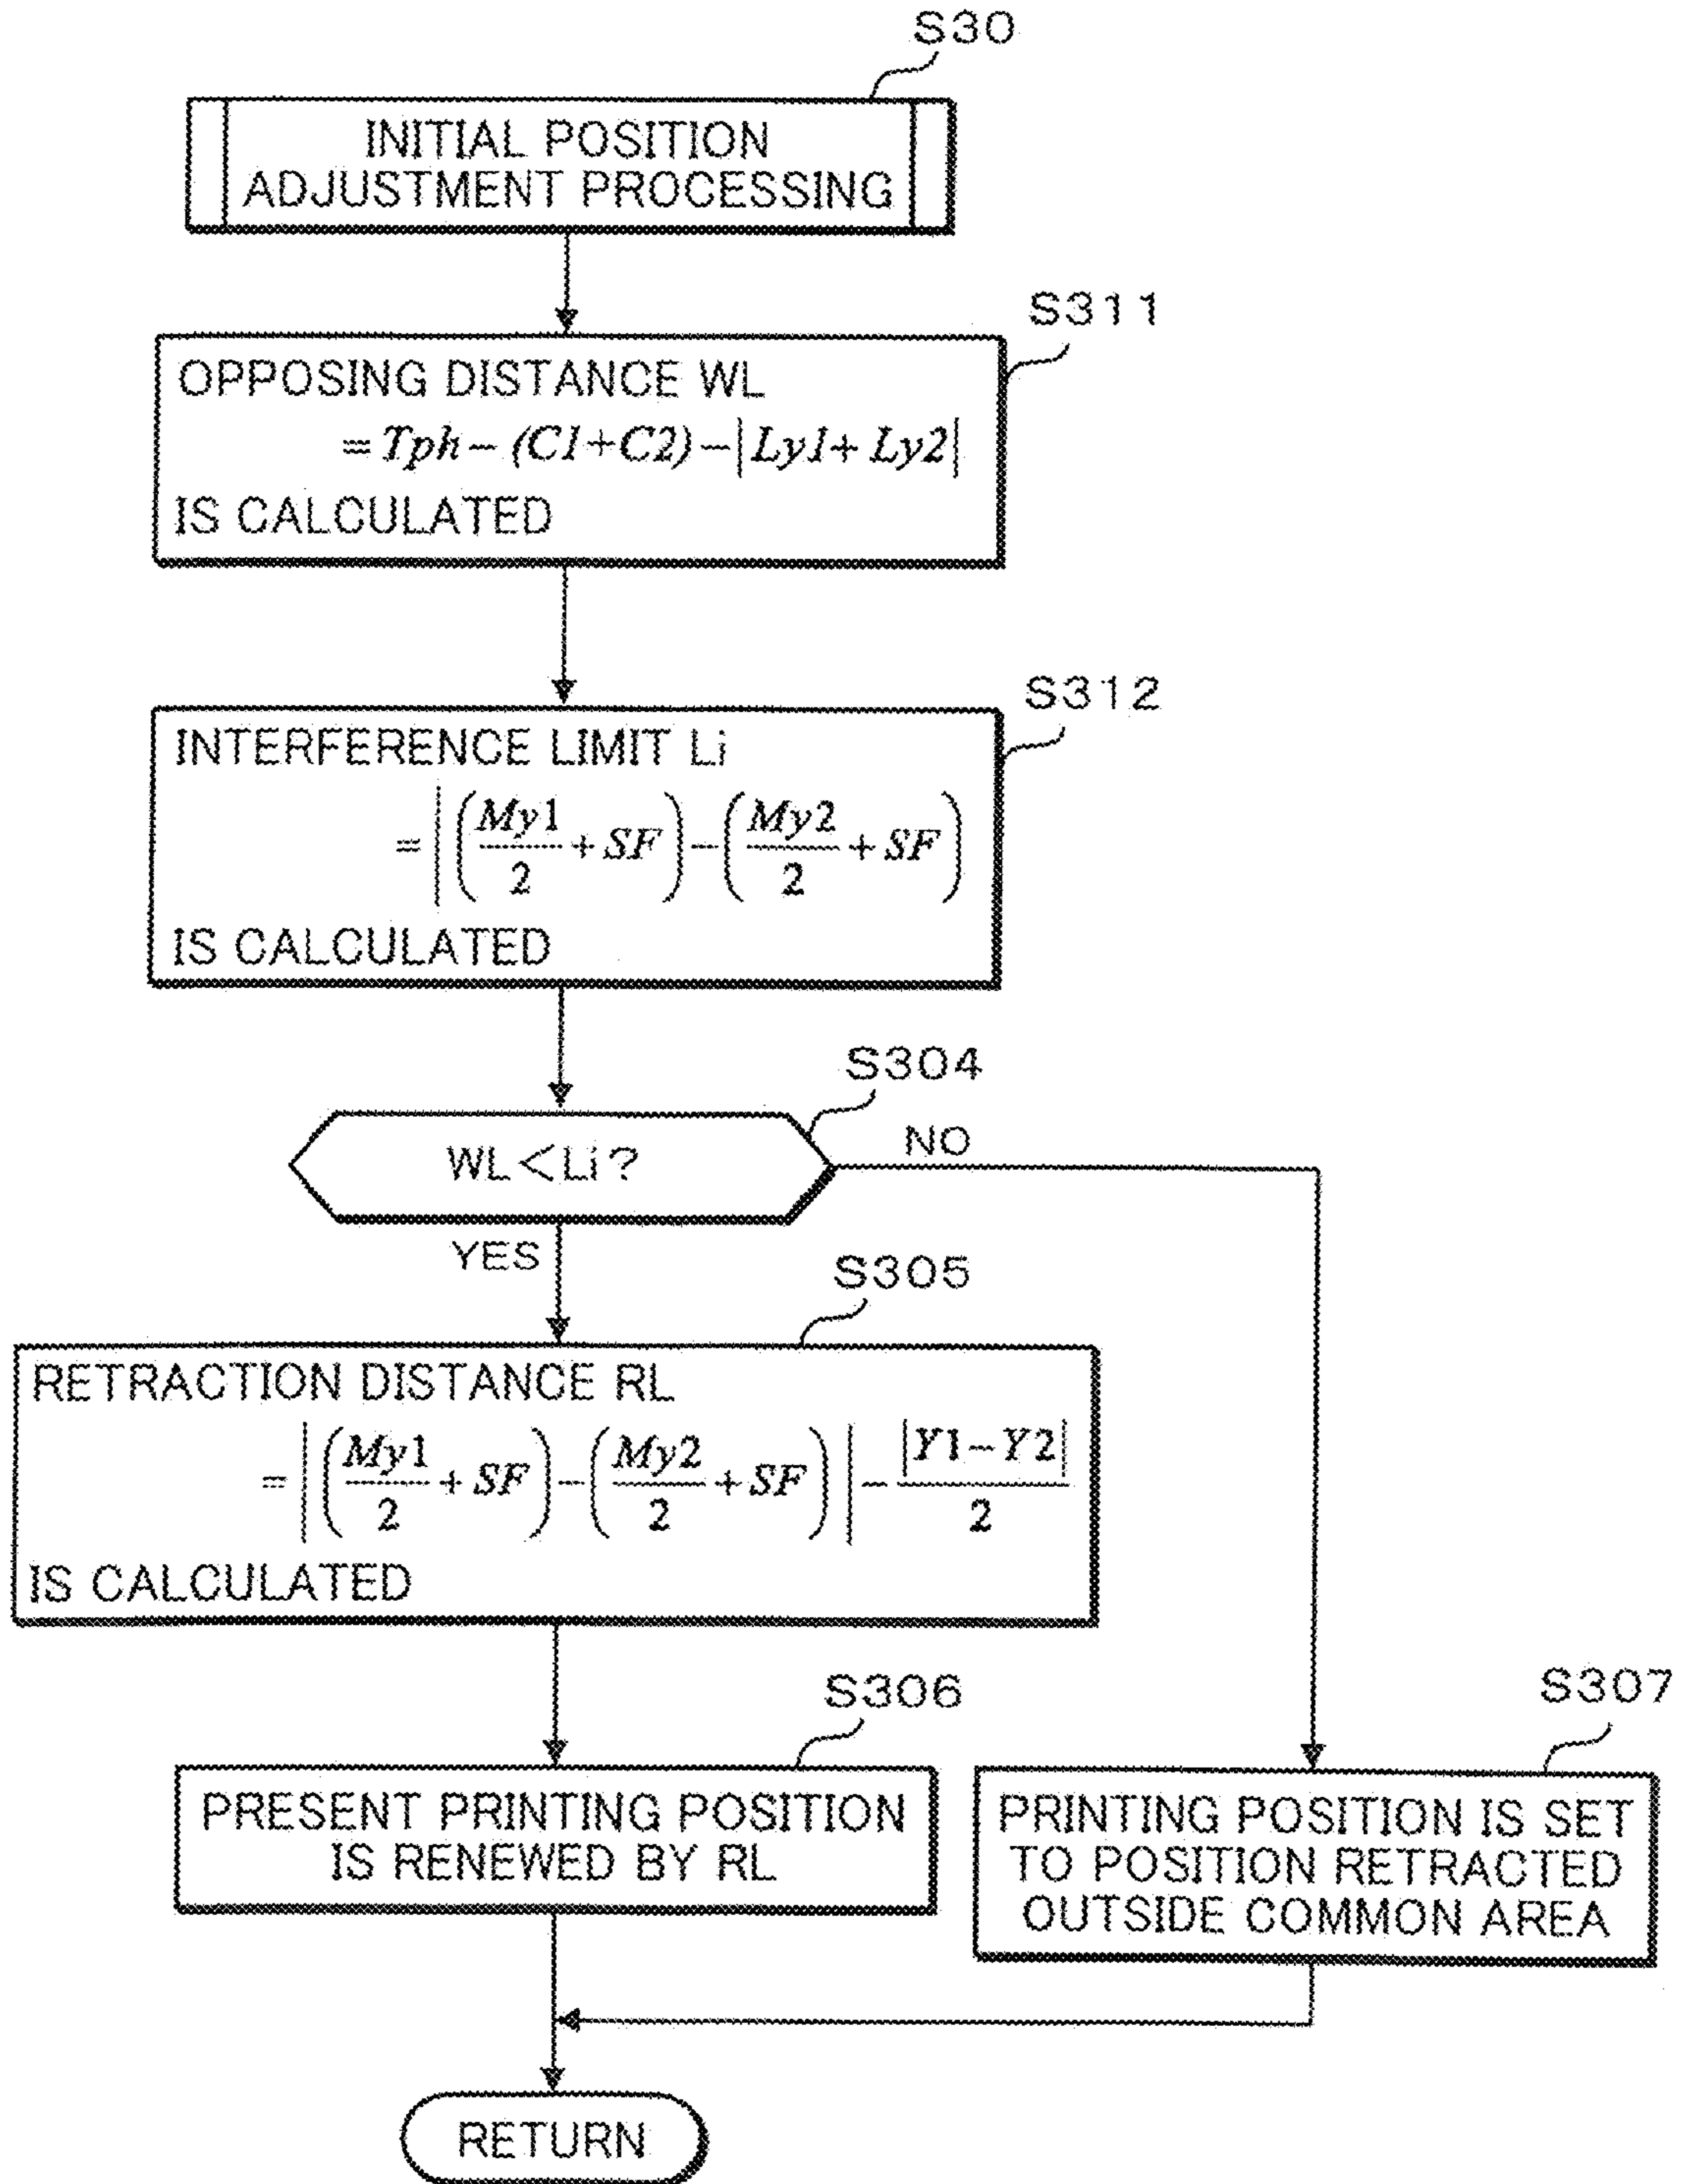 S30
INITIAL POSITION
ADJUSTMENT PROCESSING
S311
OPPOSING DISTANCE WL
= Tph - (C1+C2) - |Ly1+ Ly2|
IS CALCULATED
S312
INTERFERENCE LIMIT Li
= | (My1/2 + SF) - (My2/2 + SF)
IS CALCULATED
S304
WL<Li?
NO
YES
S305
RETRACTION DISTANCE RL
= | (My1/2 + SF) - (My2/2 + SF) | - |Y1-Y2|/2
IS CALCULATED
S306
PRESENT PRINTING POSITION
IS RENEWED BY RL
S307
PRINTING POSITION IS SET
TO POSITION RETRACTED
OUTSIDE COMMON AREA
RETURN